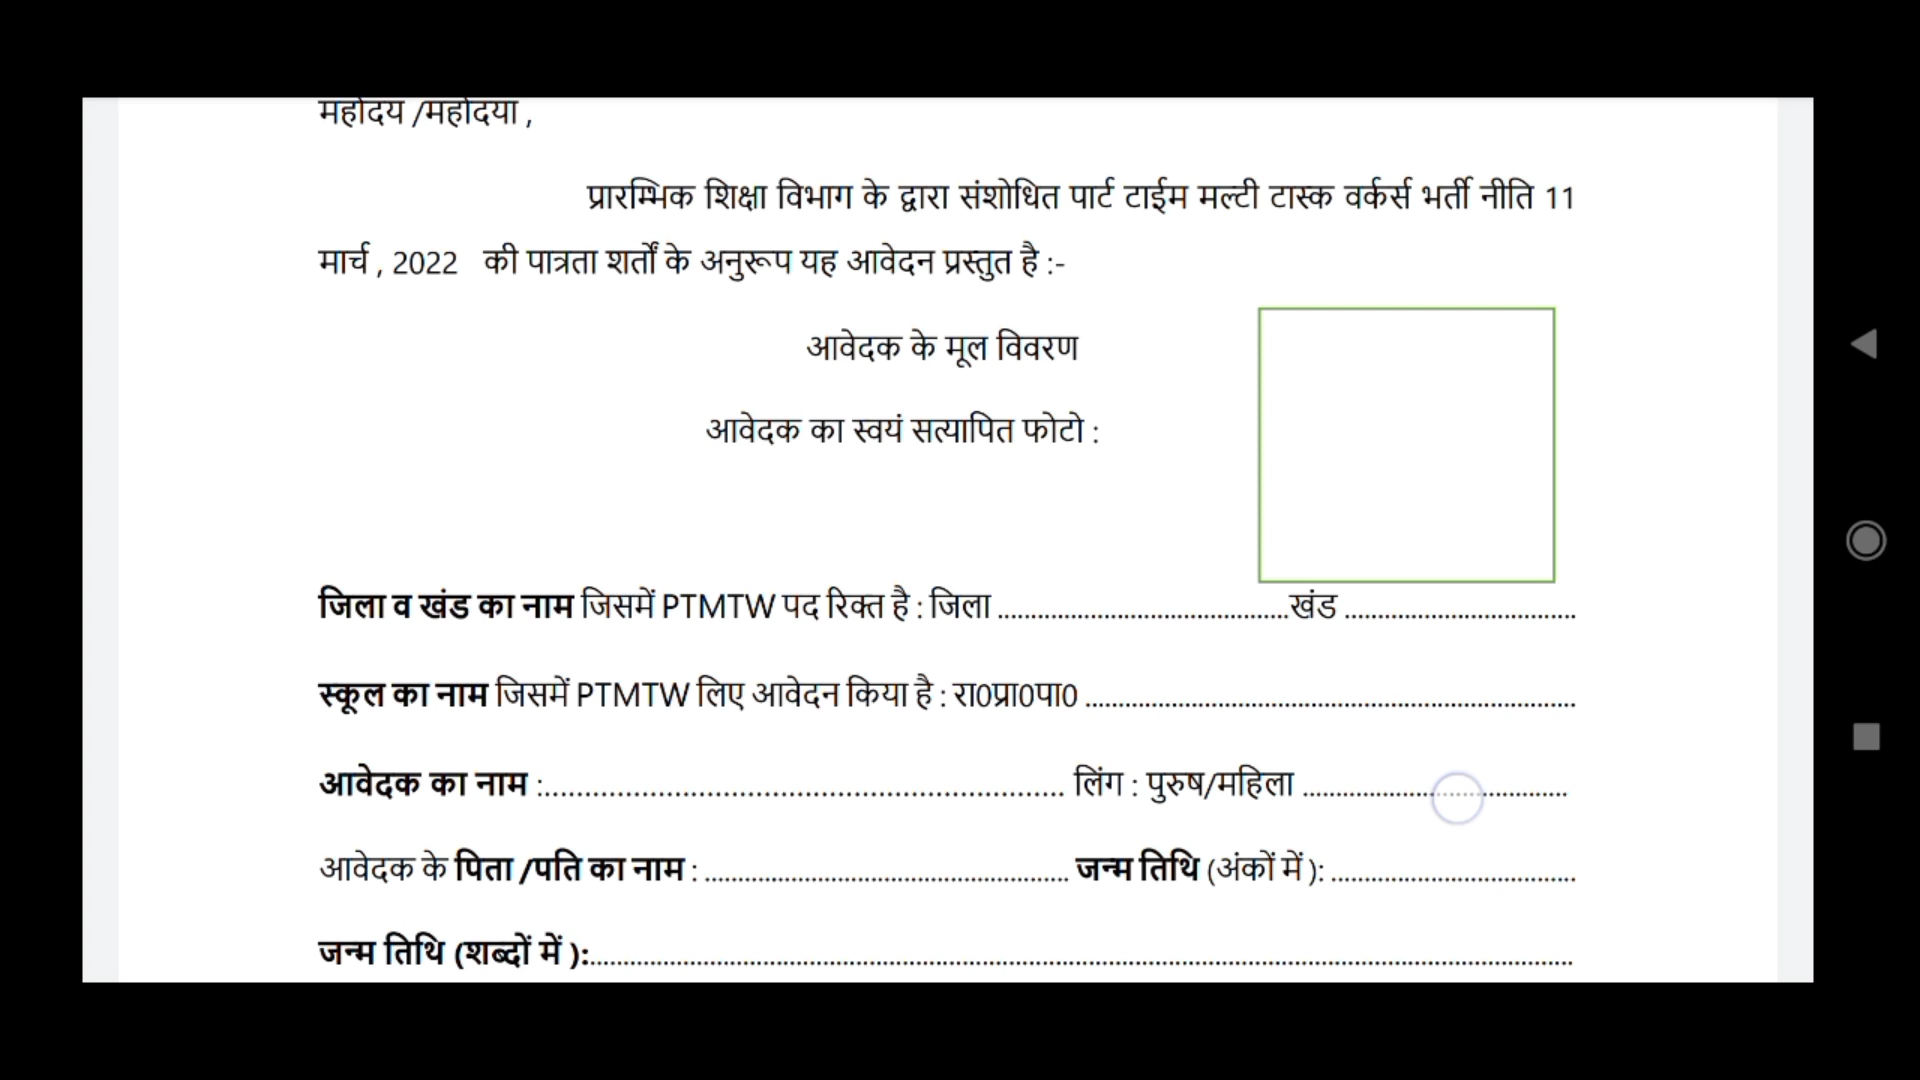 महोदय /महोदया ,
प्रारम्भिक शिक्षा विभाग के द्वारा संशोधित पार्ट टाईम मल्टी टास्क वर्कर्स भर्ती नीति 11
मार्च , 2022 की पात्रता शर्तों के अनुरूप यह आवेदन प्रस्तुत है :-
आवेदक के मूल विवरण
आवेदक का स्वयं सत्यापित फोटो :
जिला व खंड का नाम जिसमें PTMTW पद रिक्त है : जिला ............................................खंड ...................................
स्कूल का नाम जिसमें PTMTW लिए आवेदन किया है : रा0प्रा0पा0 ..........................................................................
आवेदक का नाम :................................................................ लिंग : पुरुष/महिला ........................................
आवेदक के पिता /पति का नाम : ....................................................... जन्म तिथि (अंकों में ): .....................................
जन्म तिथि (शब्दों में ):....................................................................................................................................................